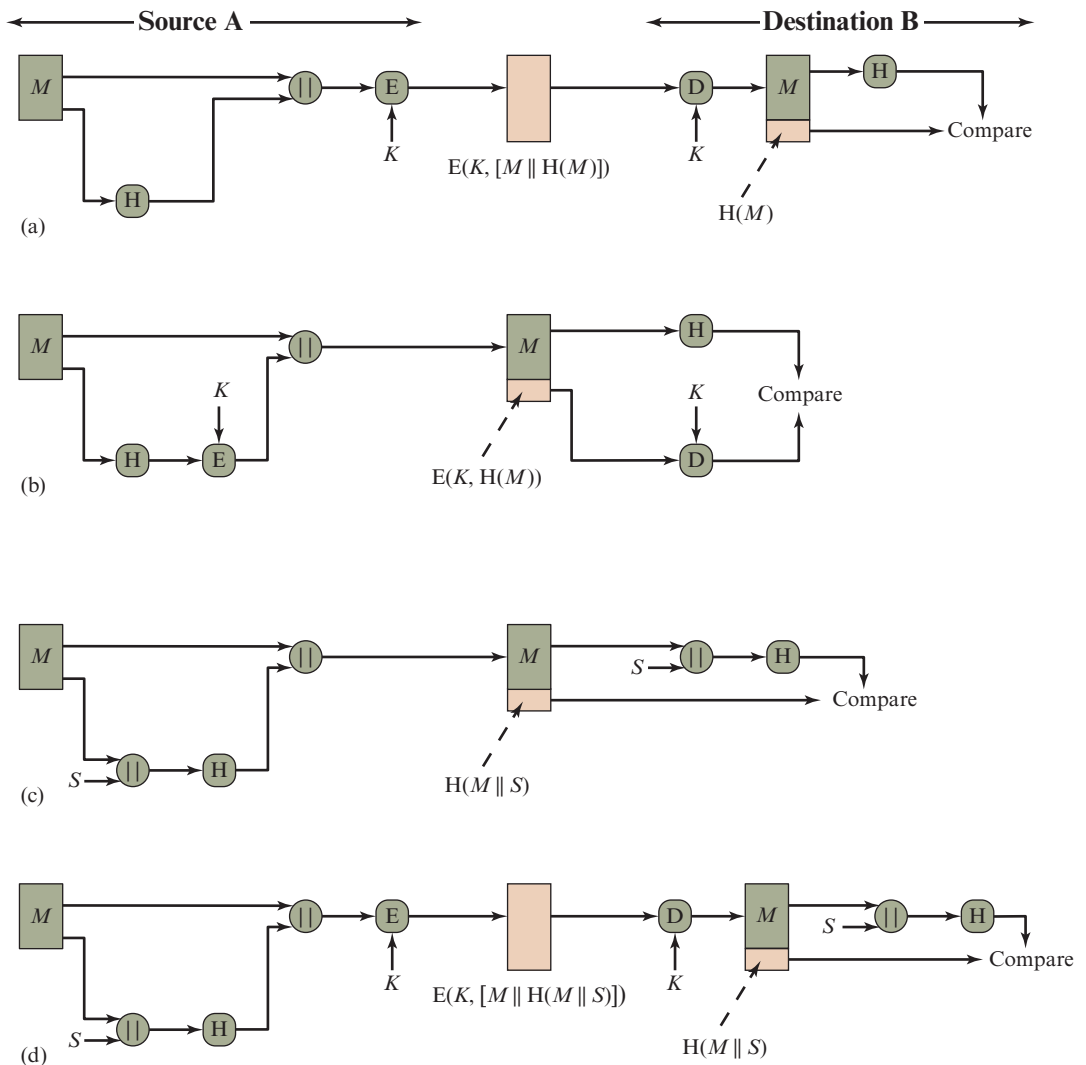 Source A
Destination B
M
||
E
D
M
H
Compare
K
E(K, [M || H(M)])
K
H
H(M)
(a)
M
||
M
H
K
K
Compare
H
E
D
E(K, H(M))
(b)
M
||
M
S
||
H
Compare
S
||
H
H(M || S)
(c)
M
||
E
D
M
S
||
H
Compare
K
E(K, [M || H(M || S)])
K
S
||
H
H(M || S)
(d)